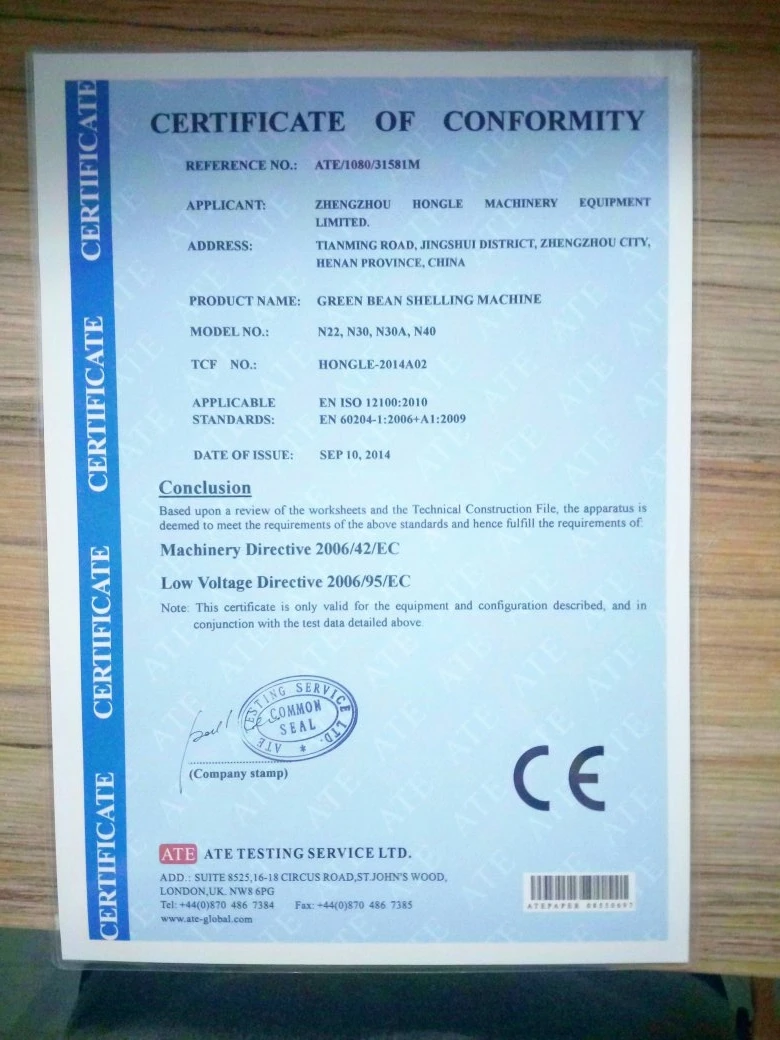 CERTIFICATE OF CONFORMITY
REFERENCE NO.: ATE/1080/31581M
APPLICANT: ZHENGZHOU HONGLE MACHINERY EQUIPMENT
LIMITED.
ADDRESS: TIANMING ROAD, JINGSHUI DISTRICT, ZHENGZHOU CITY,
HENAN PROVINCE, CHINA
PRODUCT NAME: GREEN BEAN SHELLING MACHINE
MODEL NO.: N22, N30, N30A, N40
TCF NO.: HONGLE-2014A02
APPLICABLE EN ISO 12100:2010
STANDARDS: EN 60204-1:2006+A1:2009
DATE OF ISSUE: SEP 10, 2014
Conclusion
Based upon a review of the worksheets and the Technical Construction File, the apparatus is
deemed to meet the requirements of the above standards and hence fulfill the requirements of
Machinery Directive 2006/42/EC
Low Voltage Directive 2006/95/EC
Note: This certificate is only valid for the equipment and configuration described, and in
conjunction with the test data detailed above.
ATE TESTING SERVICE LTD.
COMMON
SEAL
*
(Company stamp)
CE
ATE ATE TESTING SERVICE LTD.
ADD.: SUITE 8525,16-18 CIRCUS ROAD,ST.JOHN'S WOOD,
LONDON,UK. NW8 6PG
Tel: +44(0)870 486 7384 Fax: +44(0)870 486 7385
www.ate-global.com
ATEPAPER
CERTIFICATE
CERTIFICATE
CERTIFICATE
CERTIFICATE